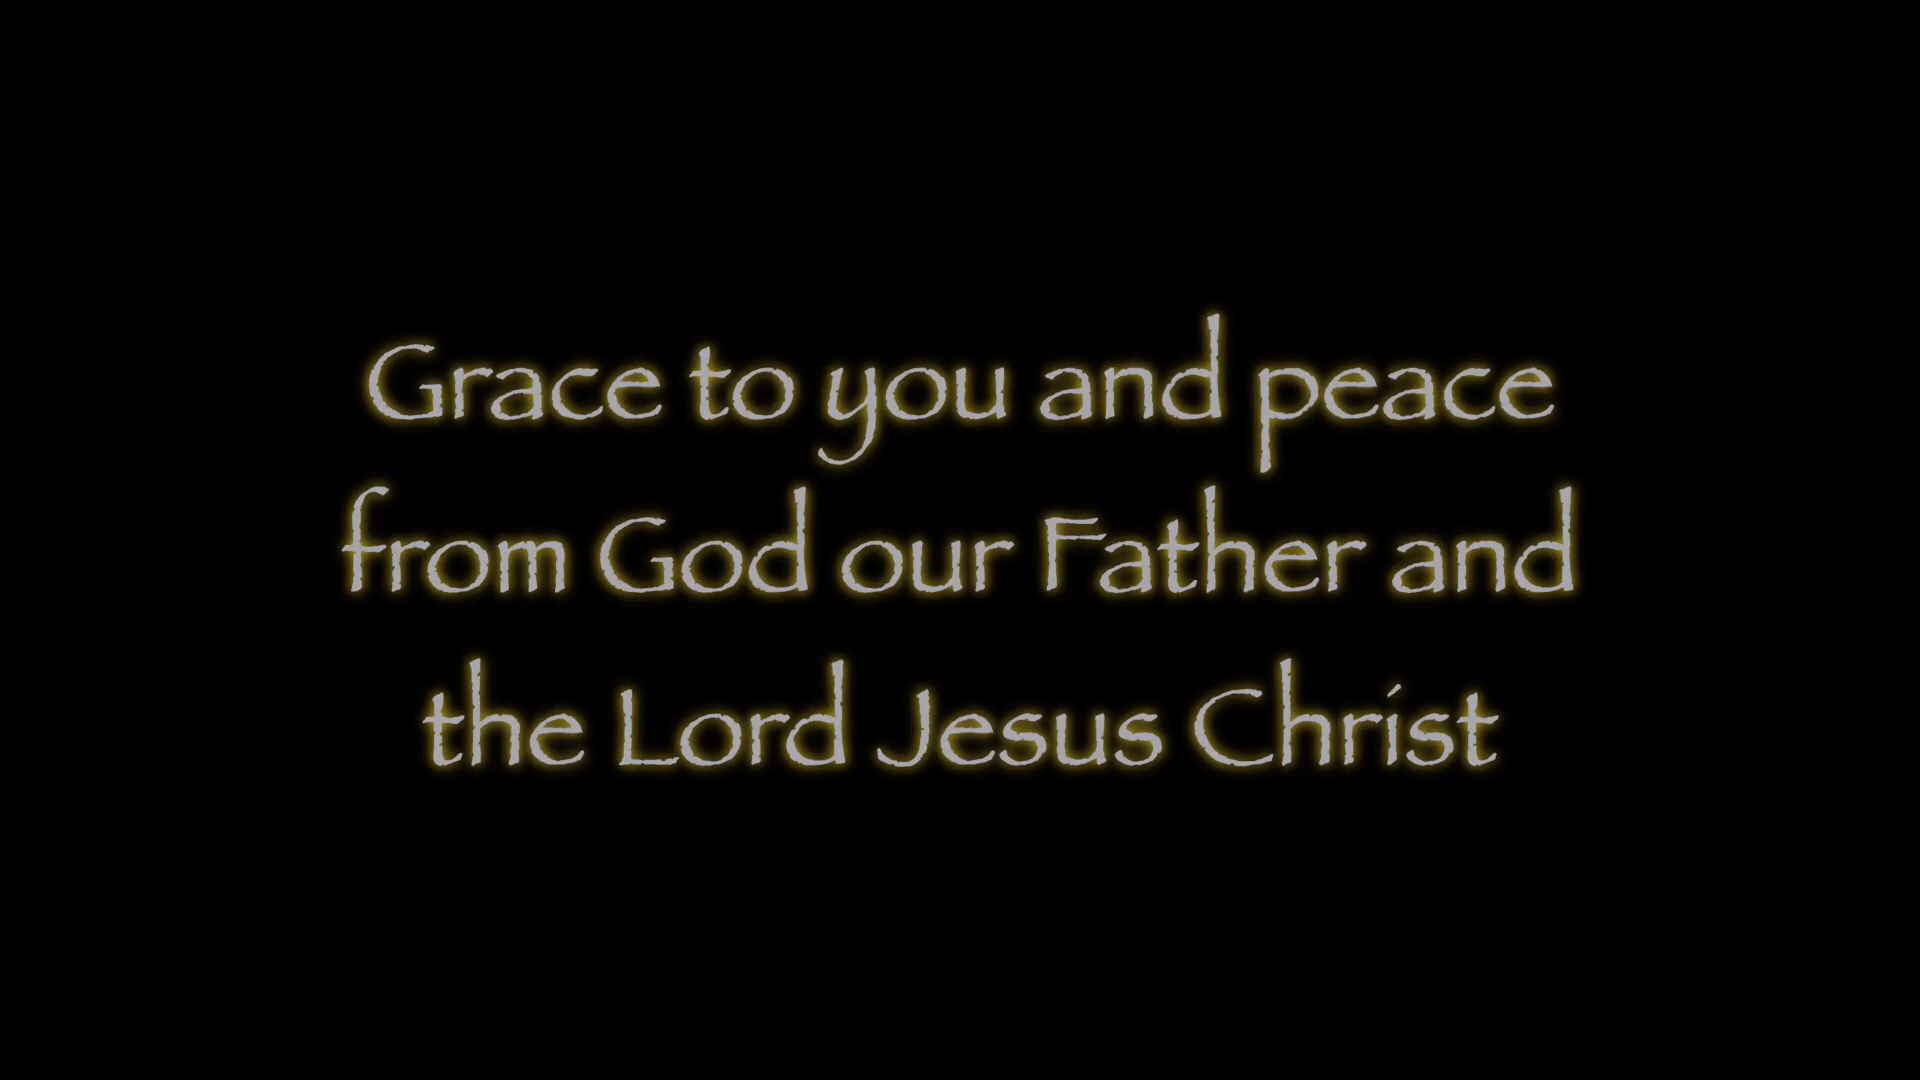 Grace to you and peace
from God our Father and
the Lord Jesus Christ